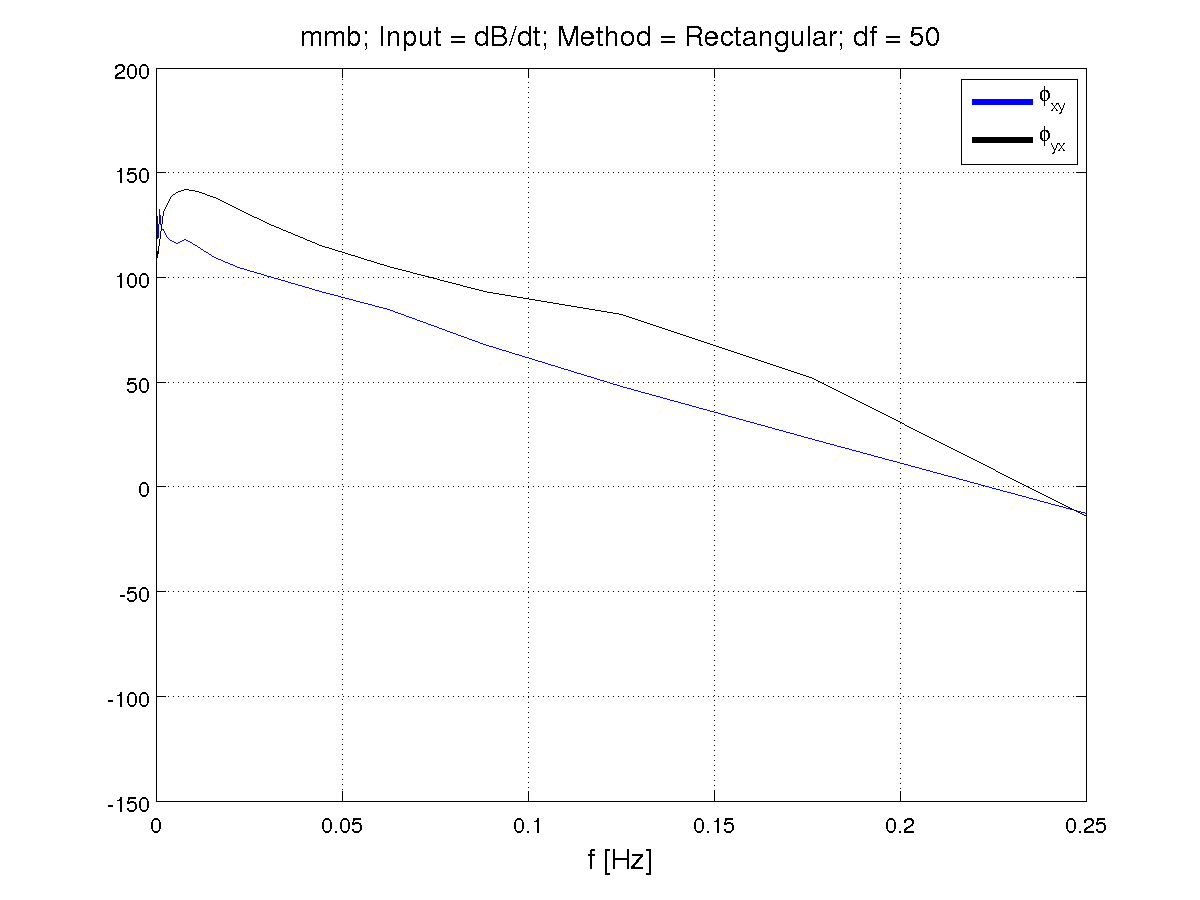 mmb; Input = dB/dt; Method = Rectangular; df = 50
200
ϕxy
ϕyx
150
100
50
0
-50
-100
-150
0 0.05 0.1 0.15 0.2 0.25
f [Hz]